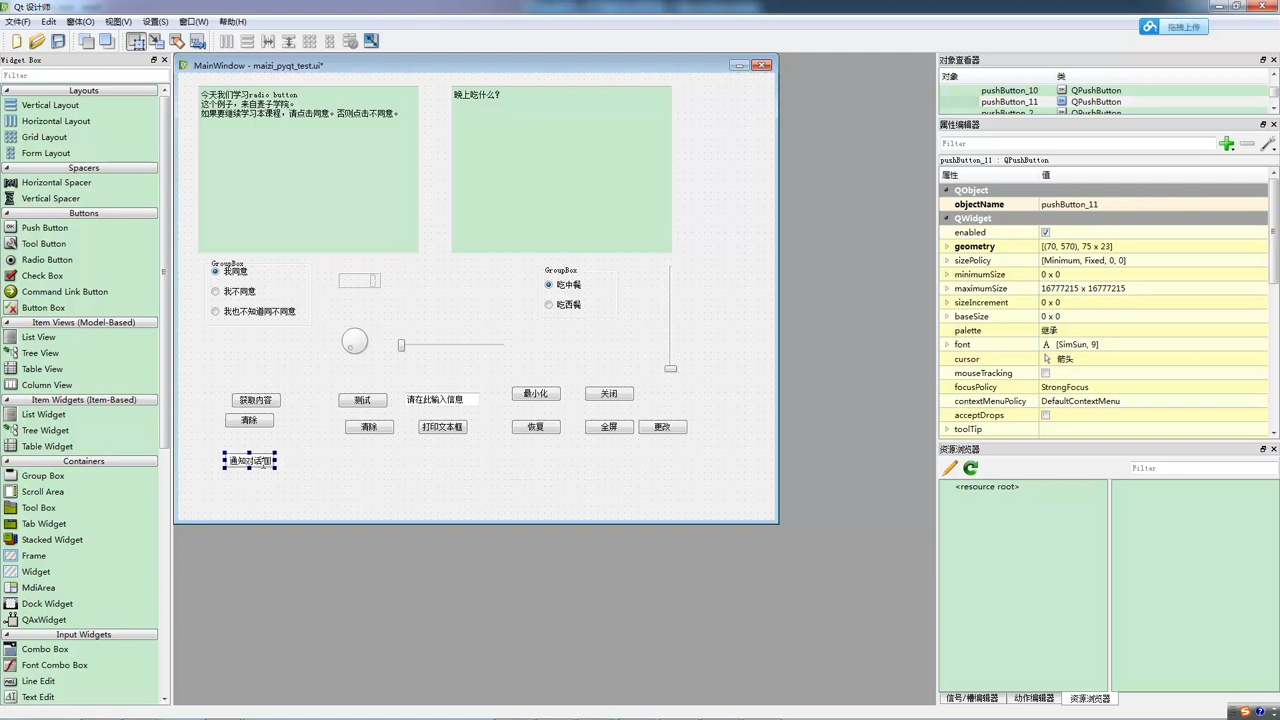 Qt 设计师
文件(F) Edit 窗体(O) 视图(V) 设置(S) 窗口(W) 帮助(H)
拖拽上传
Widget Box
Filter
Layouts
Vertical Layout
Horizontal Layout
Grid Layout
Form Layout
Spacers
Horizontal Spacer
Vertical Spacer
Buttons
Push Button
Tool Button
Radio Button
Check Box
Command Link Button
Button Box
Item Views (Model-Based)
List View
Tree View
Table View
Column View
Item Widgets (Item-Based)
List Widget
Tree Widget
Table Widget
Containers
Group Box
Scroll Area
Tool Box
Tab Widget
Stacked Widget
Frame
Widget
MdiArea
Dock Widget
QAxWidget
Input Widgets
Combo Box
Font Combo Box
Line Edit
Text Edit
MainWindow - maizi_pyqt_test.ui*
今天我们学习radio button
这个例子，来自麦子学院。
如果要继续学习本课程，请点击同意。否则点击不同意。
晚上吃什么？
GroupBox
我同意
我不同意
我也不知道同不同意
GroupBox
吃中餐
吃西餐
获取内容
测试
请在此输入信息
最小化
关闭
清除
清除
打印文本框
恢复
全屏
更改
通知对话框
对象查看器
对象 类
pushButton_10 QPushButton
pushButton_11 QPushButton
pushButton_2 QPushButton
属性编辑器
Filter
pushButton_11 : QPushButton
属性 值
QObject
objectName pushButton_11
QWidget
enabled
geometry [(70, 570), 75 x 23]
sizePolicy [Minimum, Fixed, 0, 0]
minimumSize 0 x 0
maximumSize 16777215 x 16777215
sizeIncrement 0 x 0
baseSize 0 x 0
palette 继承
font A [SimSun, 9]
cursor 箭头
mouseTracking
focusPolicy StrongFocus
contextMenuPolicy DefaultContextMenu
acceptDrops
toolTip
资源浏览器
Filter
<resource root>
信号/槽编辑器 动作编辑器 资源浏览器